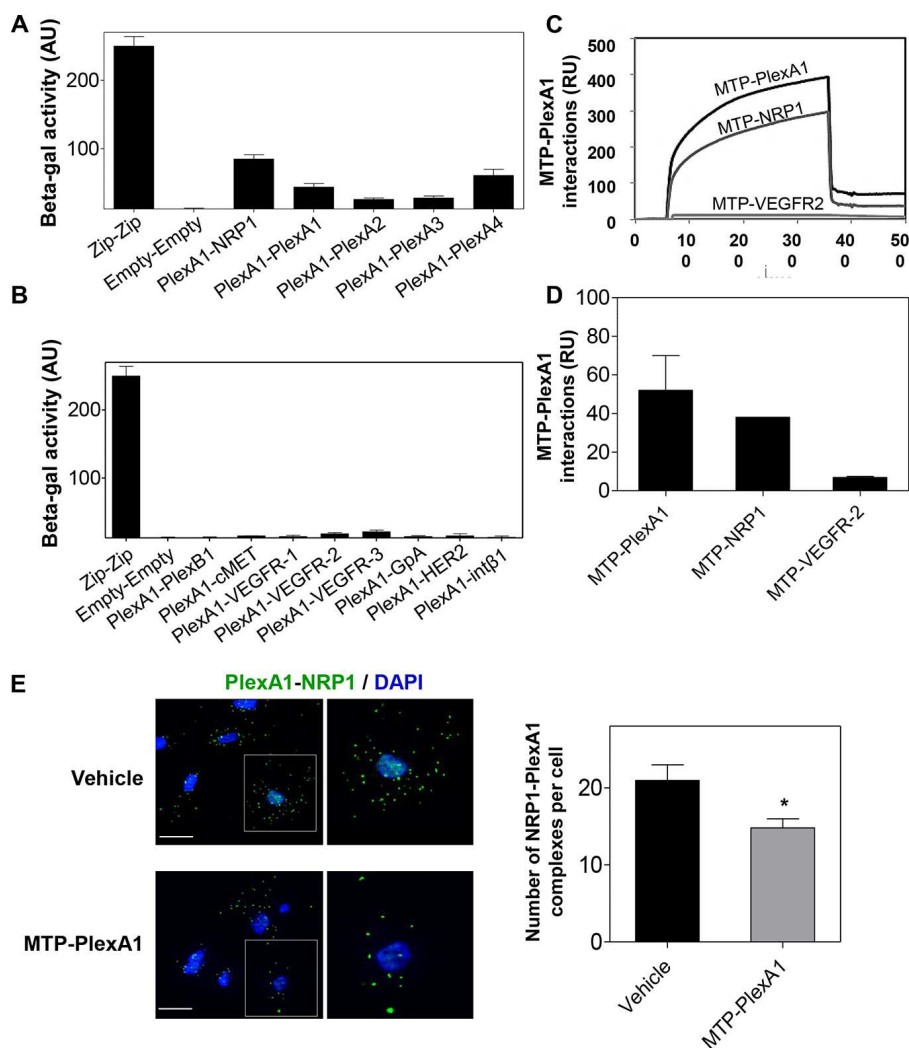 A
Beta-gal activity (AU)
200
100
Zip-Zip
Empty-Empty
PlexA1-NRP1
PlexA1-PlexA1
PlexA1-PlexA2
PlexA1-PlexA3
PlexA1-PlexA4
B
Beta-gal activity (AU)
200
100
Zip-Zip
Empty-Empty
PlexA1-PlexB1
PlexA1-cMET
PlexA1-VEGFR-1
PlexA1-VEGFR-2
PlexA1-VEGFR-3
PlexA1-GpA
PlexA1-HER2
PlexA1-intβ1
C
MTP-PlexA1
interactions (RU)
500
400
300
200
100
0
MTP-PlexA1
MTP-NRP1
MTP-VEGFR2
0 10 20 30 40 50
0 0 0 0 0
D
MTP-PlexA1
interactions (RU)
100
80
60
40
20
0
MTP-PlexA1
MTP-NRP1
MTP-VEGFR-2
E
PlexA1-NRP1 / DAPI
Vehicle
MTP-PlexA1
Number of NRP1-PlexA1
complexes per cell
20
10
0
*
Vehicle
MTP-PlexA1